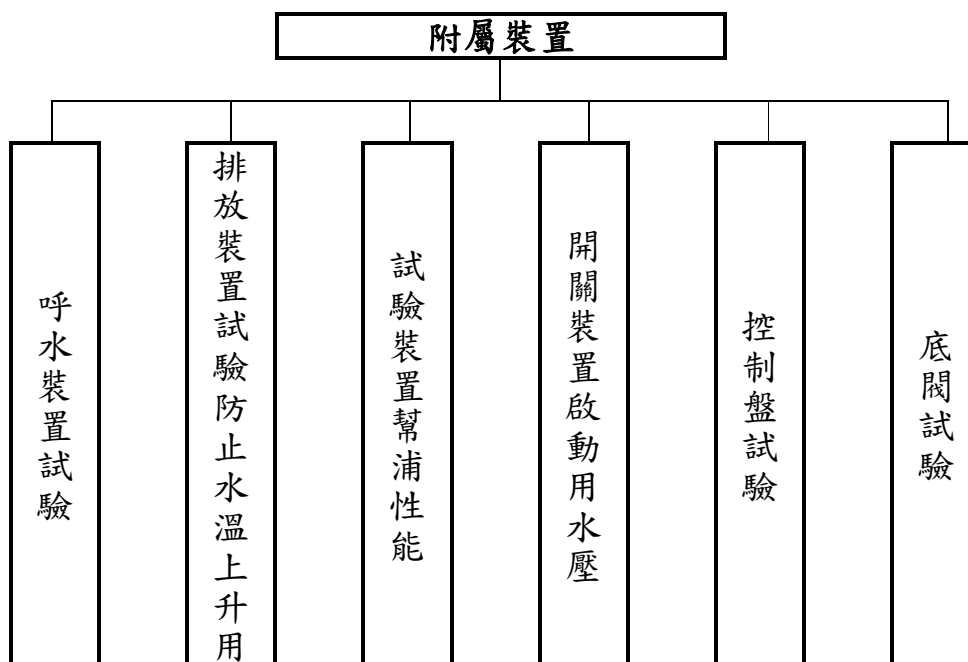 附屬裝置
呼水裝置試驗
排放裝置試驗防止水溫上升用
試驗裝置幫浦性能
開關裝置啟動用水壓
控制盤試驗
底閥試驗